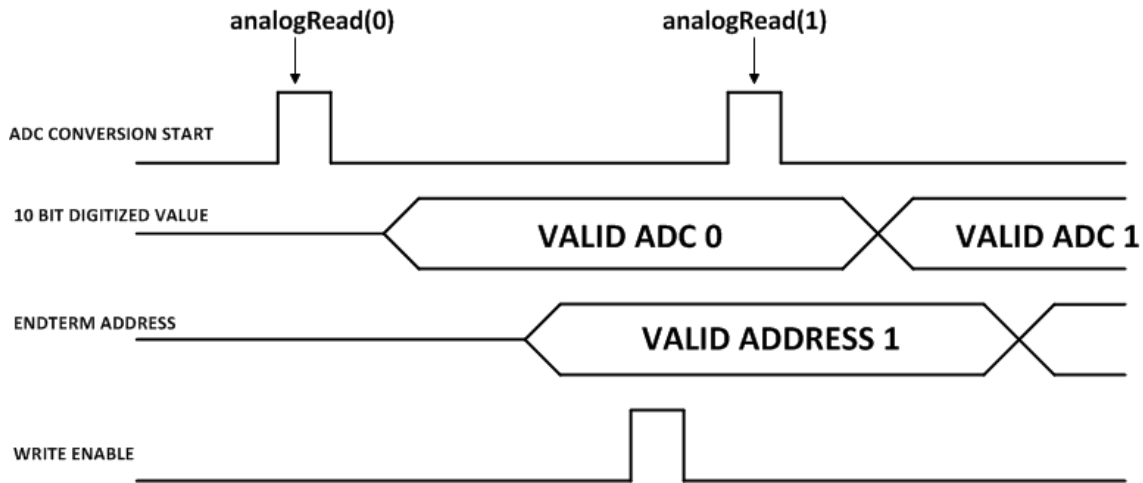 analogRead(0)
analogRead(1)
ADC CONVERSION START
10 BIT DIGITIZED VALUE
VALID ADC 0
VALID ADC 1
ENDTERM ADDRESS
VALID ADDRESS 1
WRITE ENABLE